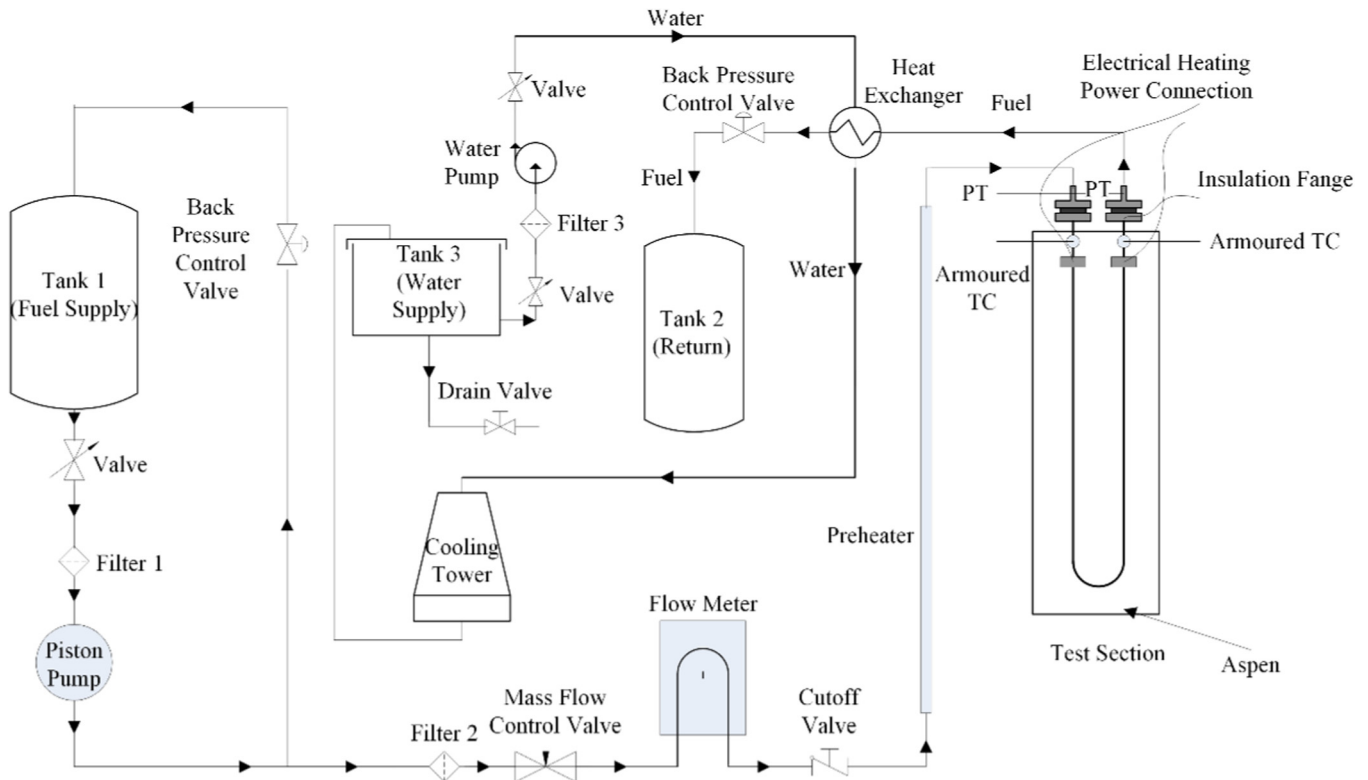 Water
Electrical Heating
Power Connection
Back Pressure
Control Valve
Heat
Exchanger
Fuel
Valve
Water
Pump
Fuel
PT
PT
Insulation Fange
Back
Pressure
Control
Valve
Filter 3
Tank 1
(Fuel Supply)
Tank 3
(Water
Supply)
Valve
Water
Armoured TC
Armoured
TC
Tank 2
(Return)
Drain Valve
Valve
Filter 1
Cooling
Tower
Preheater
Flow Meter
Piston
Pump
Test Section
Aspen
Filter 2
Mass Flow
Control Valve
Cutoff
Valve